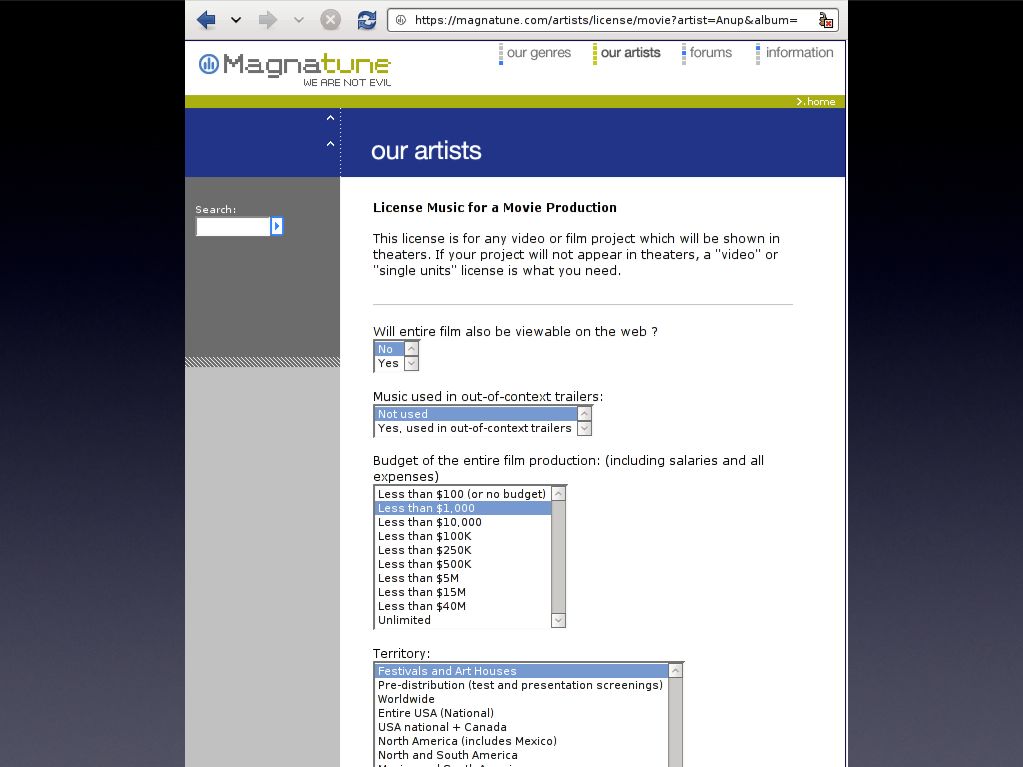 https://magnatune.com/artists/license/movie?artist=Anup&album=
Magnatune
WE ARE NOT EVIL
our genres
our artists
forums
information
home
our artists
Search:
License Music for a Movie Production
This license is for any video or film project which will be shown in
theaters. If your project will not appear in theaters, a "video" or
"single units" license is what you need.
Will entire film also be viewable on the web ?
No
Yes
Music used in out-of-context trailers:
Not used
Yes, used in out-of-context trailers
Budget of the entire film production: (including salaries and all
expenses)
Less than $100 (or no budget)
Less than $1,000
Less than $10,000
Less than $100K
Less than $250K
Less than $500K
Less than $5M
Less than $15M
Less than $40M
Unlimited
Territory:
Festivals and Art Houses
Pre-distribution (test and presentation screenings)
Worldwide
Entire USA (National)
USA national + Canada
North America (includes Mexico)
North and South America